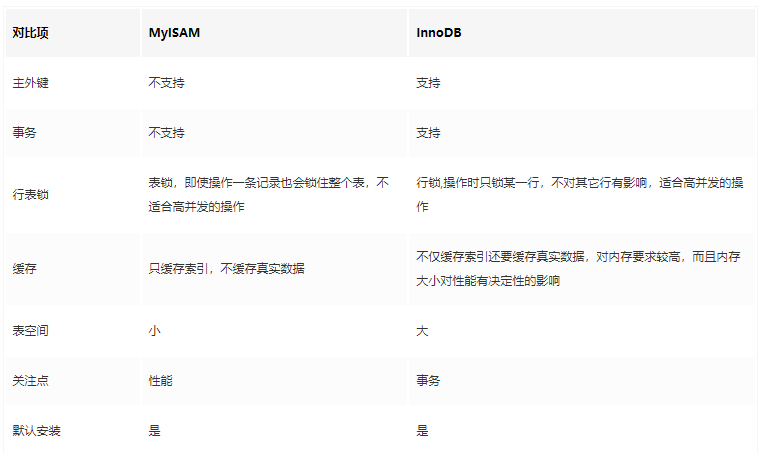 对比项 MyISAM InnoDB
主外键 不支持 支持
事务 不支持 支持
行表锁
表锁，即使操作一条记录也会锁住整个表，不
适合高并发的操作
行锁,操作时只锁某一行，不对其它行有影响，适合高并发的操
作
缓存 只缓存索引，不缓存真实数据
不仅缓存索引还要缓存真实数据，对内存要求较高，而且内存
大小对性能有决定性的影响
表空间 小 大
关注点 性能 事务
默认安装 是 是